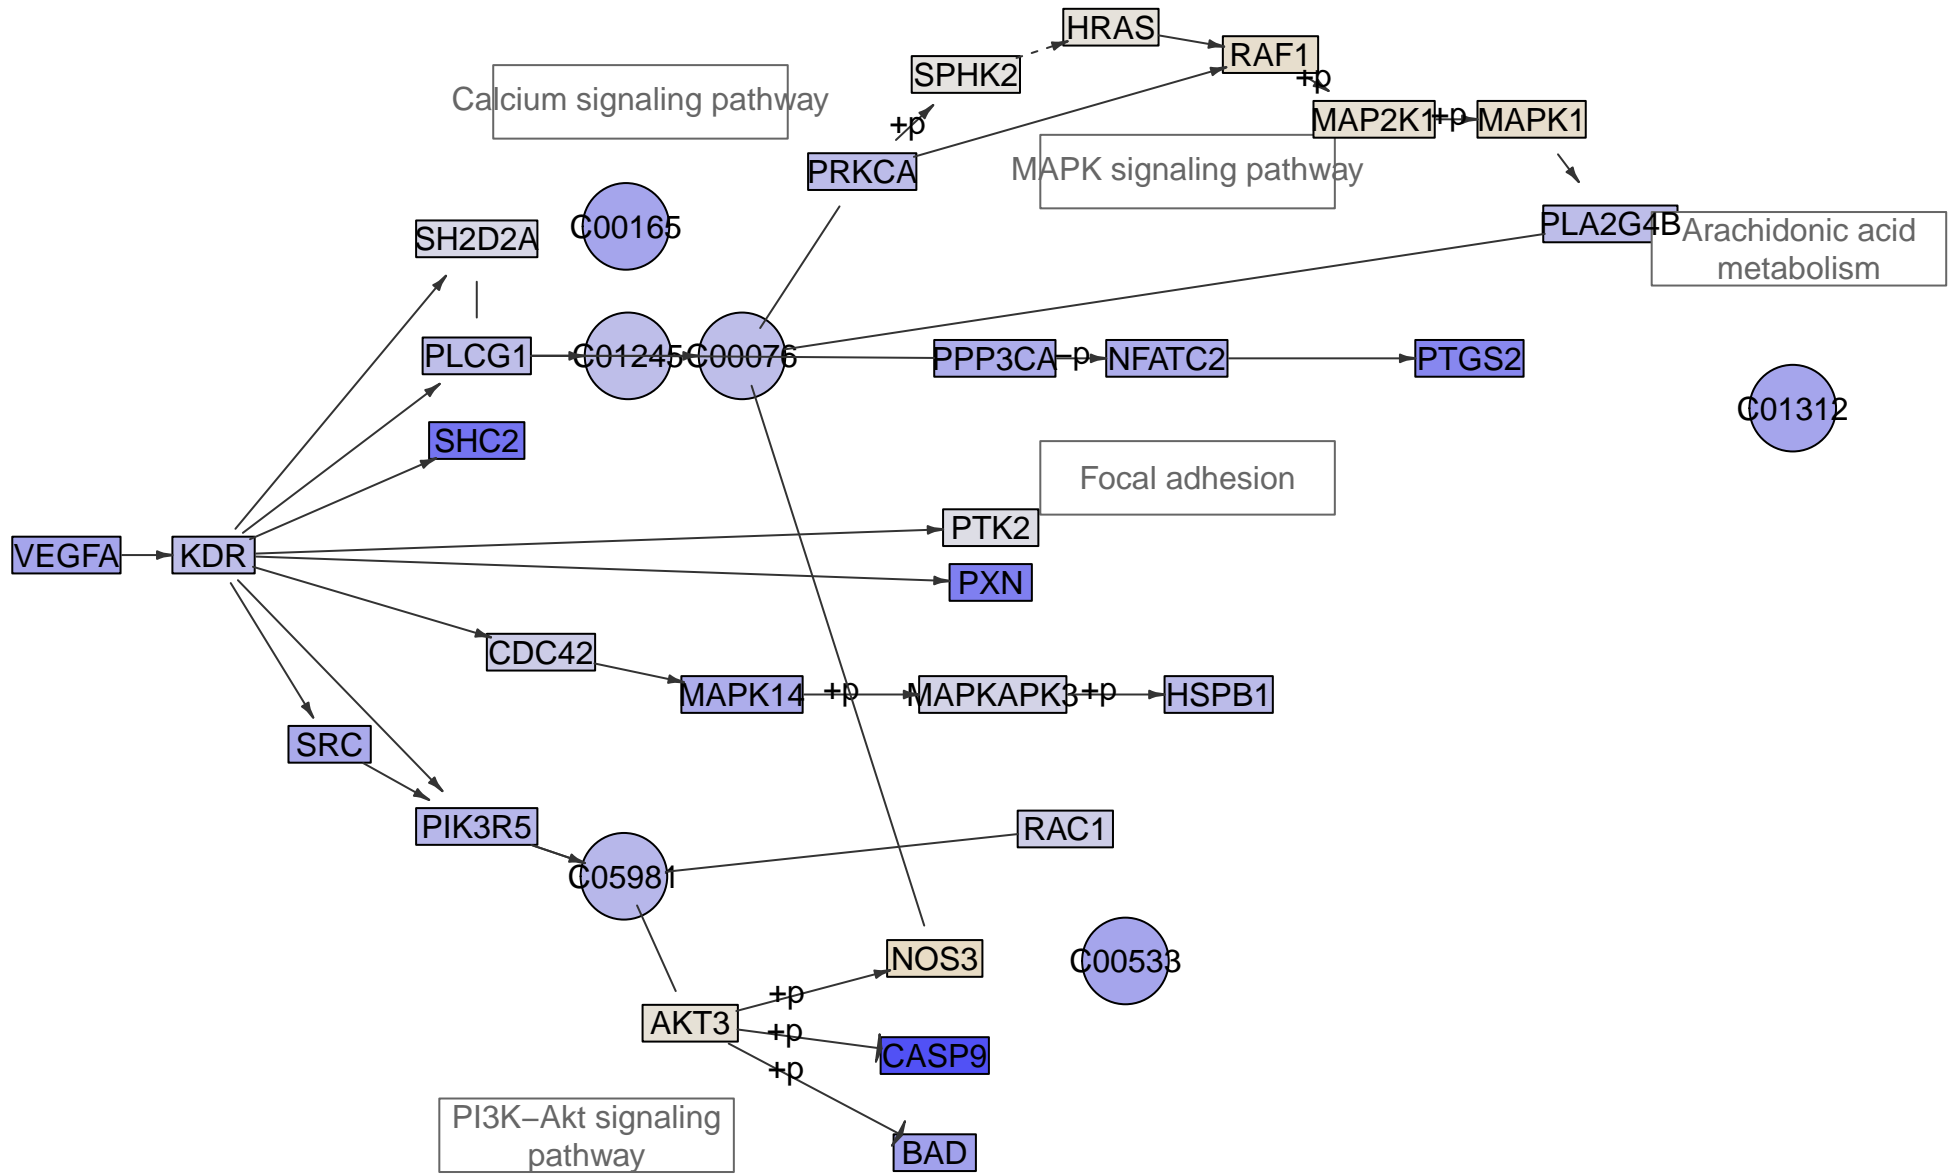 HRAS
RAF1
SPHK2
+p
Calcium signaling pathway
+p
MAP2K1
+p
MAPK1
PRKCA
MAPK signaling pathway
C00165
SH2D2A
PLA2G4B
Arachidonic acid
metabolism
PLCG1
C01245
C00076
PPP3CA
−p
NFATC2
PTGS2
C01312
SHC2
Focal adhesion
PTK2
VEGFA
KDR
PXN
CDC42
MAPK14
+p
MAPKAPK3
+p
HSPB1
SRC
PIK3R5
RAC1
C05981
NOS3
C00533
+p
AKT3
+p
CASP9
+p
PI3K−Akt signaling
pathway
BAD